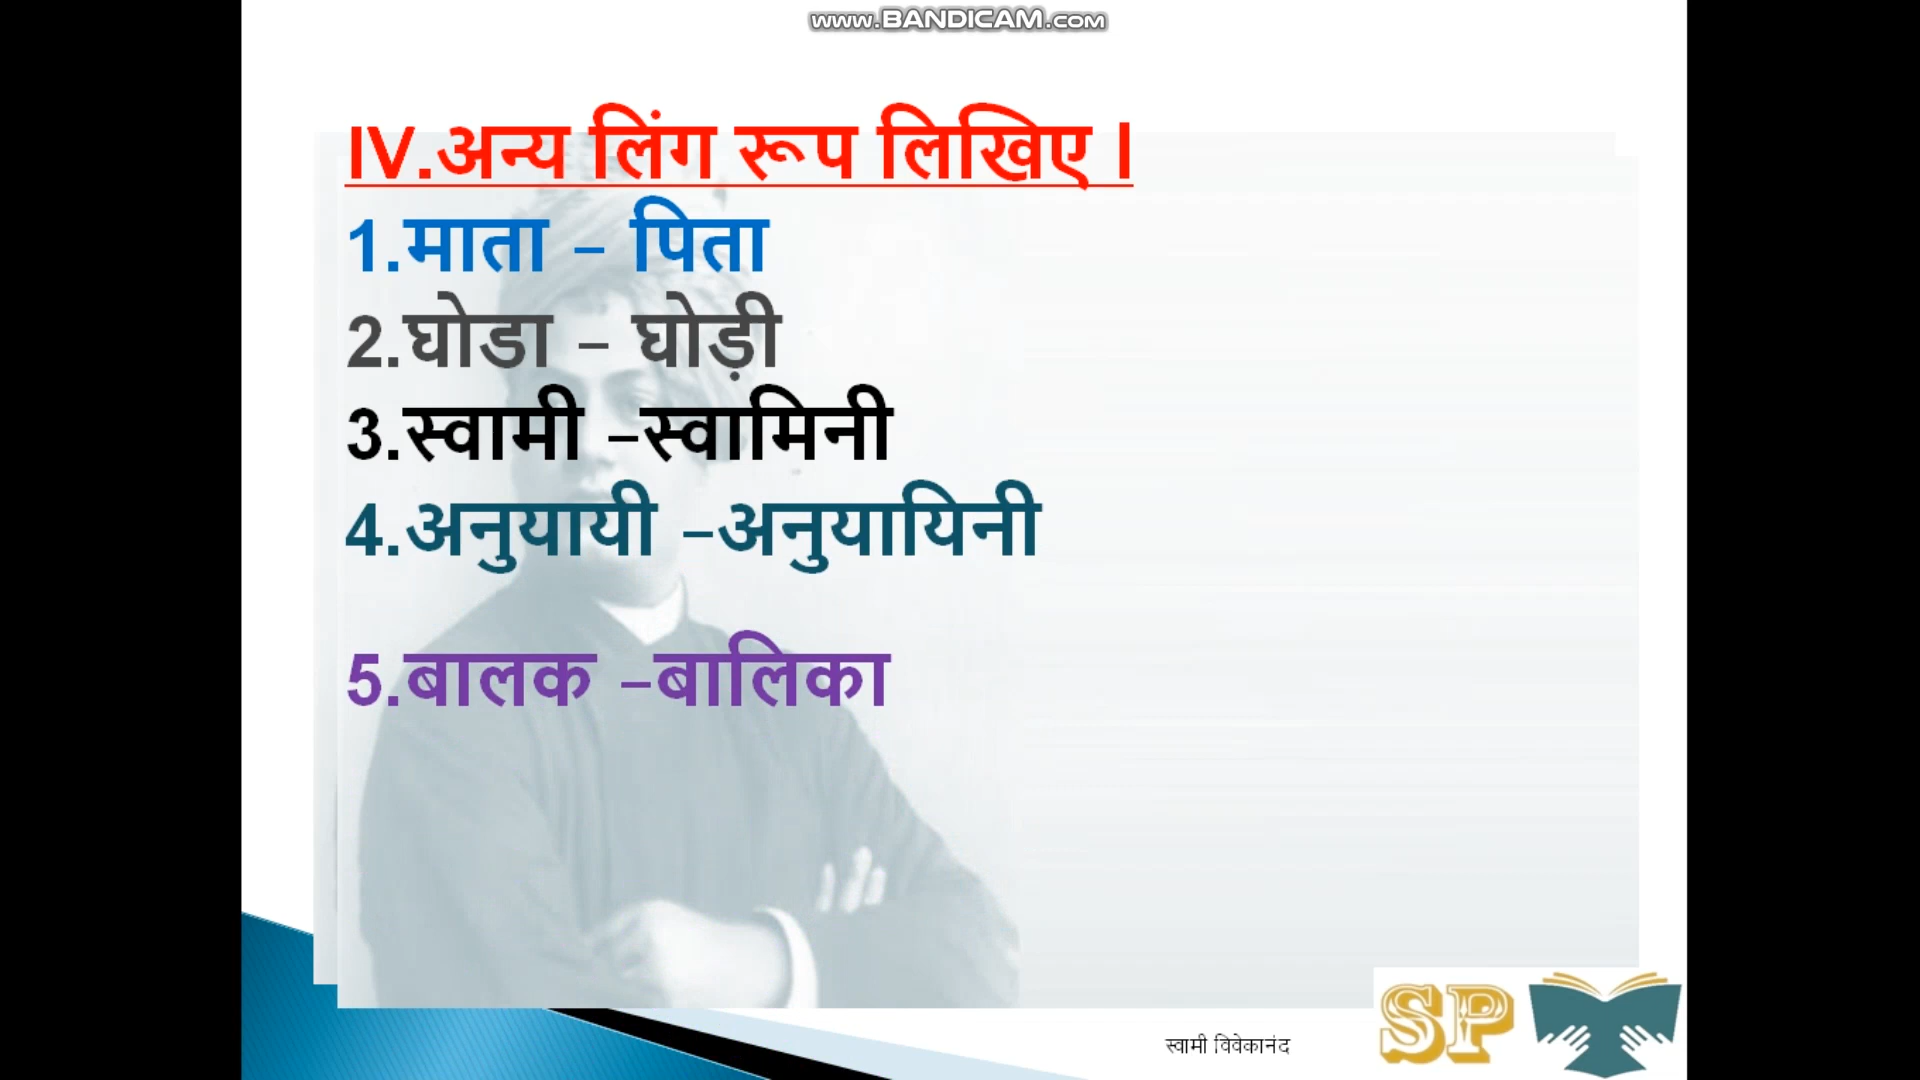 www.BANDICAM.com
IV.अन्य लिंग रूप लिखिए ।
1.माता - पिता
2.घोडा - घोड़ी
3.स्वामी -स्वामिनी
4.अनुयायी -अनुयायिनी
5.बालक -बालिका
स्वामी विवेकानंद
SP